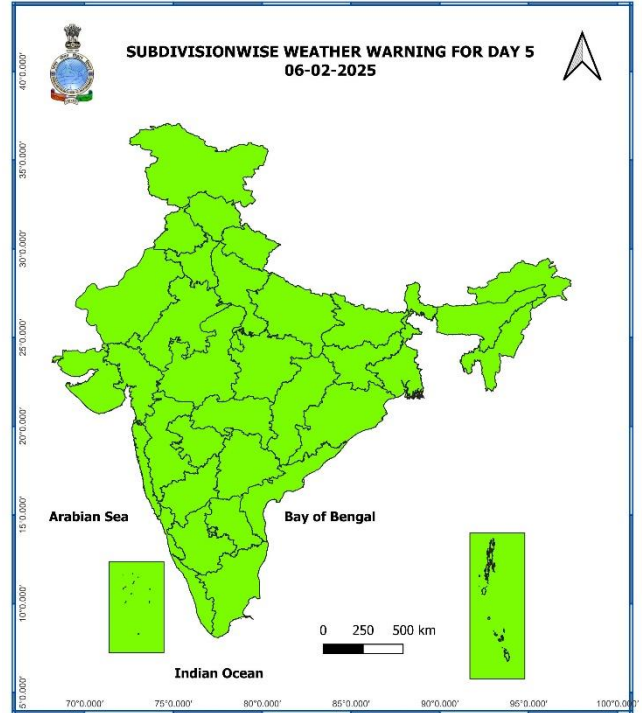 SUBDIVISIONWISE WEATHER WARNING FOR DAY 5
06-02-2025
40°0.000'
35°0.000'
30°0.000'
25°0.000'
20°0.000'
15°0.000'
10°0.000'
5°0.000'
Arabian Sea
Bay of Bengal
0 250 500 km
Indian Ocean
70°0.000' 75°0.000' 80°0.000' 85°0.000' 90°0.000' 95°0.000' 100°0.000'